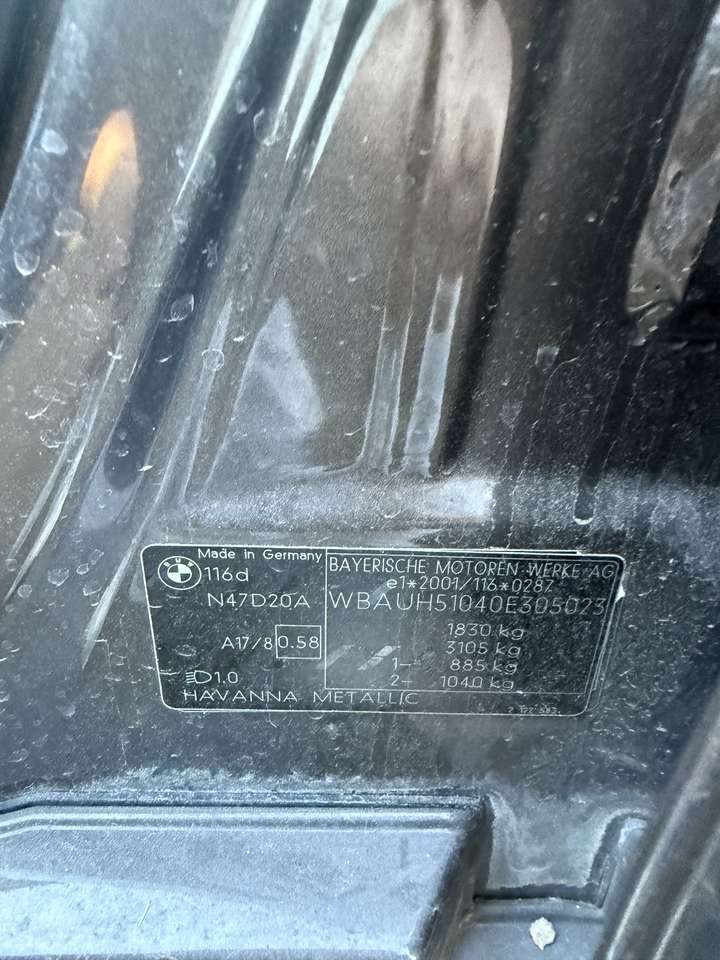 BMW
Made in Germany
116d
N47D20A
A17/8 0.58
1.0
HAVANNA METALLIC
BAYERISCHE MOTOREN WERKE AG
e1*2001/116*0287
WBAUH51040E305023
1830 kg
3105 kg
1- 885 kg
2- 1040 kg